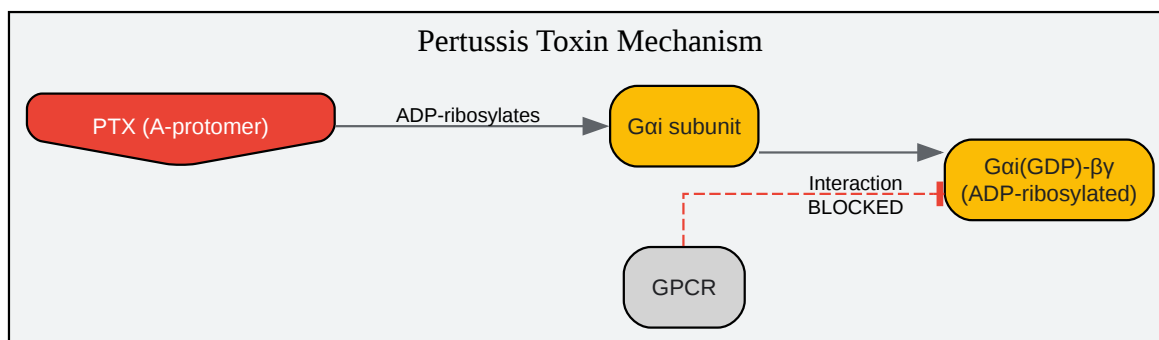 Pertussis Toxin Mechanism
PTX (A-protomer)
ADP-ribosylates
Gαi subunit
Gαi(GDP)-βγ
(ADP-ribosylated)
Interaction
BLOCKED
GPCR